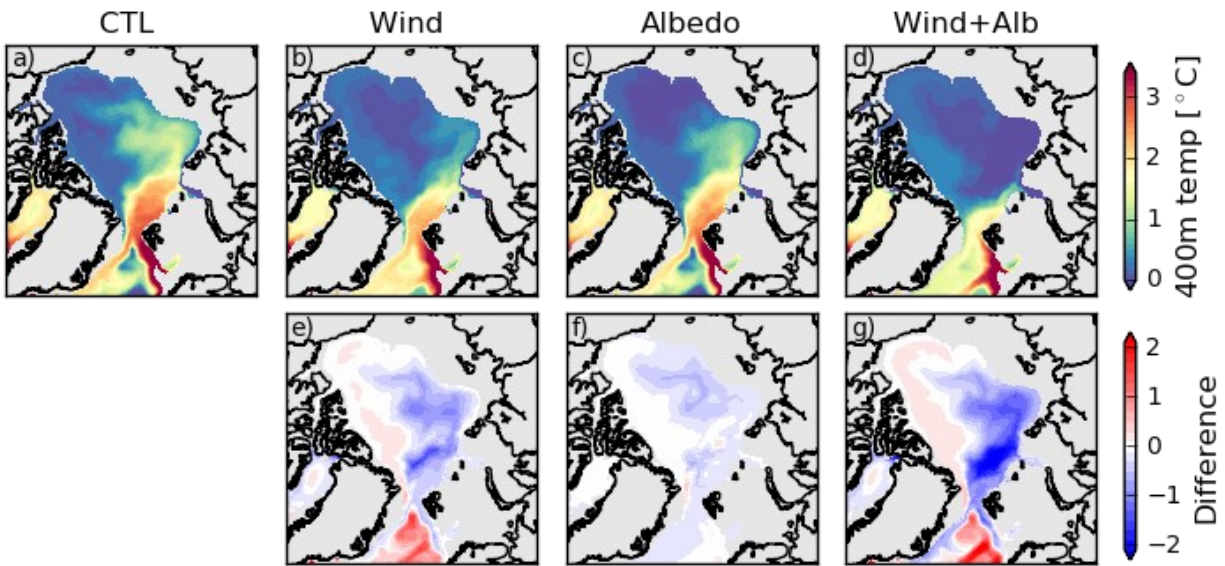 CTL Wind Albedo Wind+Alb
a) b) c) d)
3
2
1
0
400m temp [°C]
e) f) g)
2
1
0
−1
−2
Difference